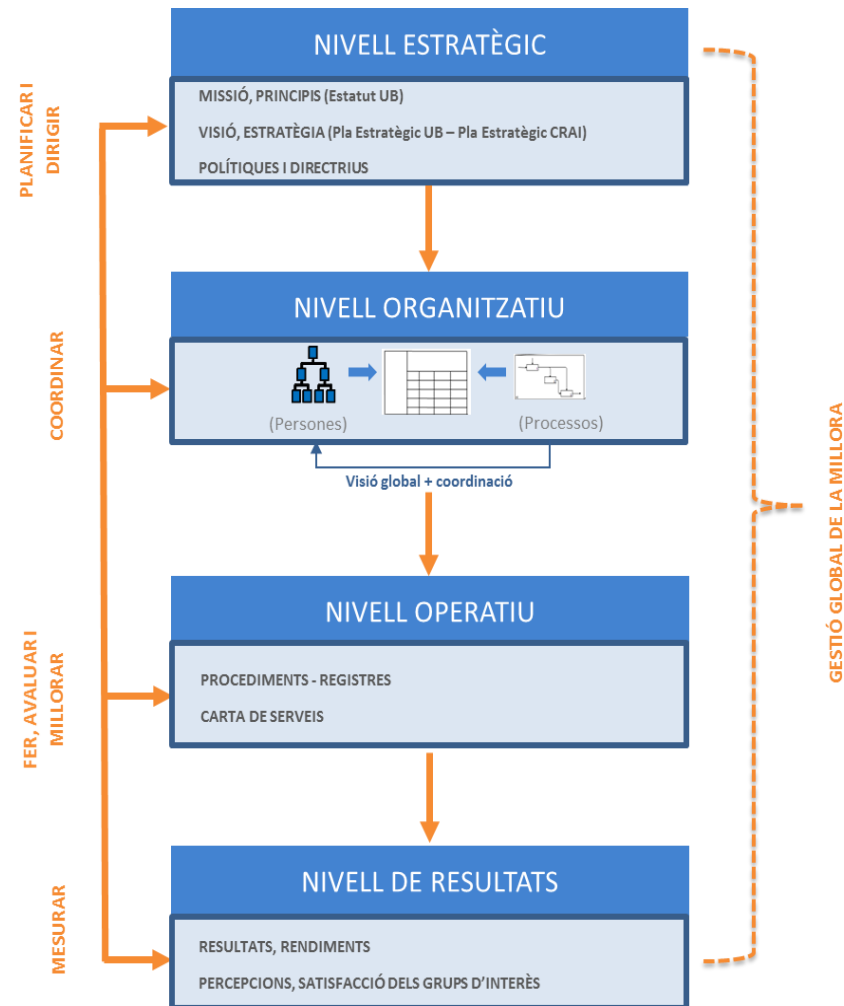 NIVELL ESTRATÈGIC
PLANIFICAR I
DIRIGIR
MISSIÓ, PRINCIPIS (Estatut UB)
VISIÓ, ESTRATÈGIA (Pla Estratègic UB – Pla Estratègic CRAI)
POLÍTIQUES I DIRECTRIUS
NIVELL ORGANITZATIU
COORDINAR
(Persones)
(Processos)
Visió global + coordinació
GESTIÓ GLOBAL DE LA MILLORA
NIVELL OPERATIU
FER, AVALUAR I
MILLORAR
PROCEDIMENTS - REGISTRES
CARTA DE SERVEIS
NIVELL DE RESULTATS
MESURAR
RESULTATS, RENDIMENTS
PERCEPCIONS, SATISFACCIÓ DELS GRUPS D'INTERÈS